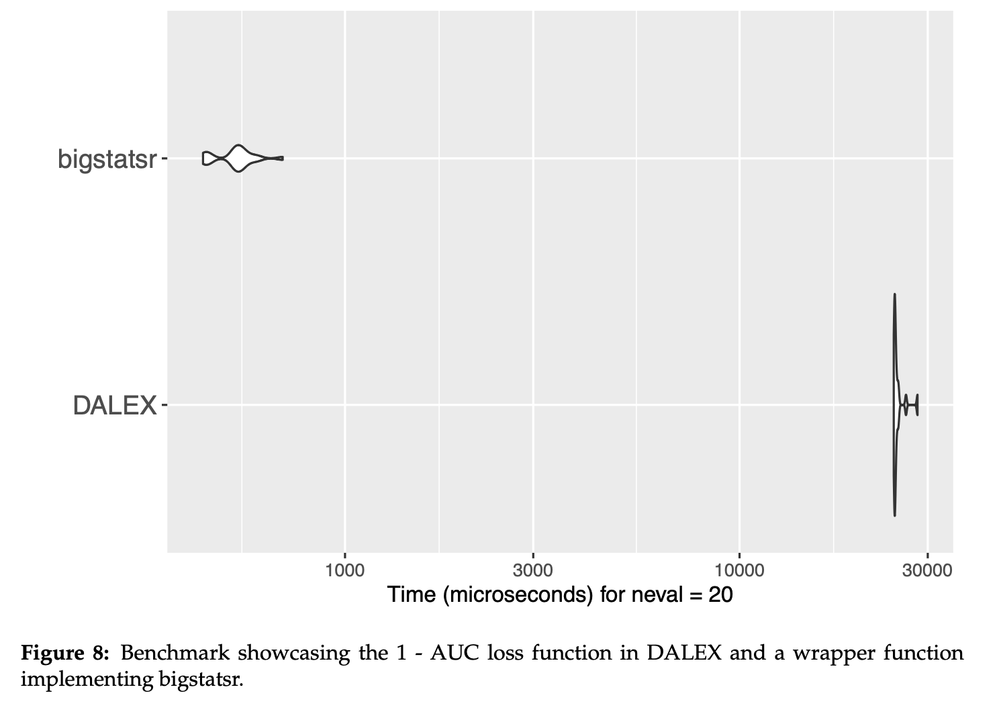 bigstatsr
DALEX
1000 3000 10000 30000
Time (microseconds) for neval = 20
Figure 8: Benchmark showcasing the 1 - AUC loss function in DALEX and a wrapper function
implementing bigstatsr.